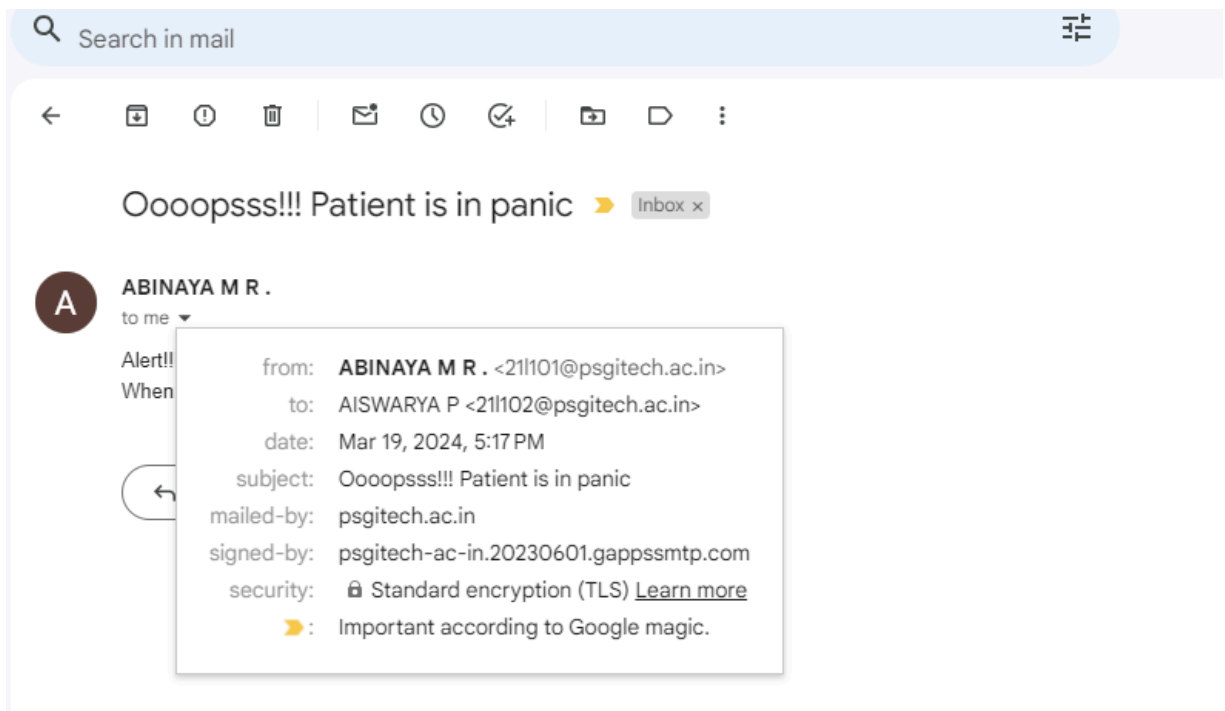 Search in mail
Oooopsss!!! Patient is in panic Inbox ×
A
ABINAYA M R .
to me
Alert!!
When
from: ABINAYA M R . <21l101@psgitech.ac.in>
to: AISWARYA P <21l102@psgitech.ac.in>
date: Mar 19, 2024, 5:17 PM
subject: Oooopsss!!! Patient is in panic
mailed-by: psgitech.ac.in
signed-by: psgitech-ac-in.20230601.gappssmtp.com
security: Standard encryption (TLS) Learn more
: Important according to Google magic.